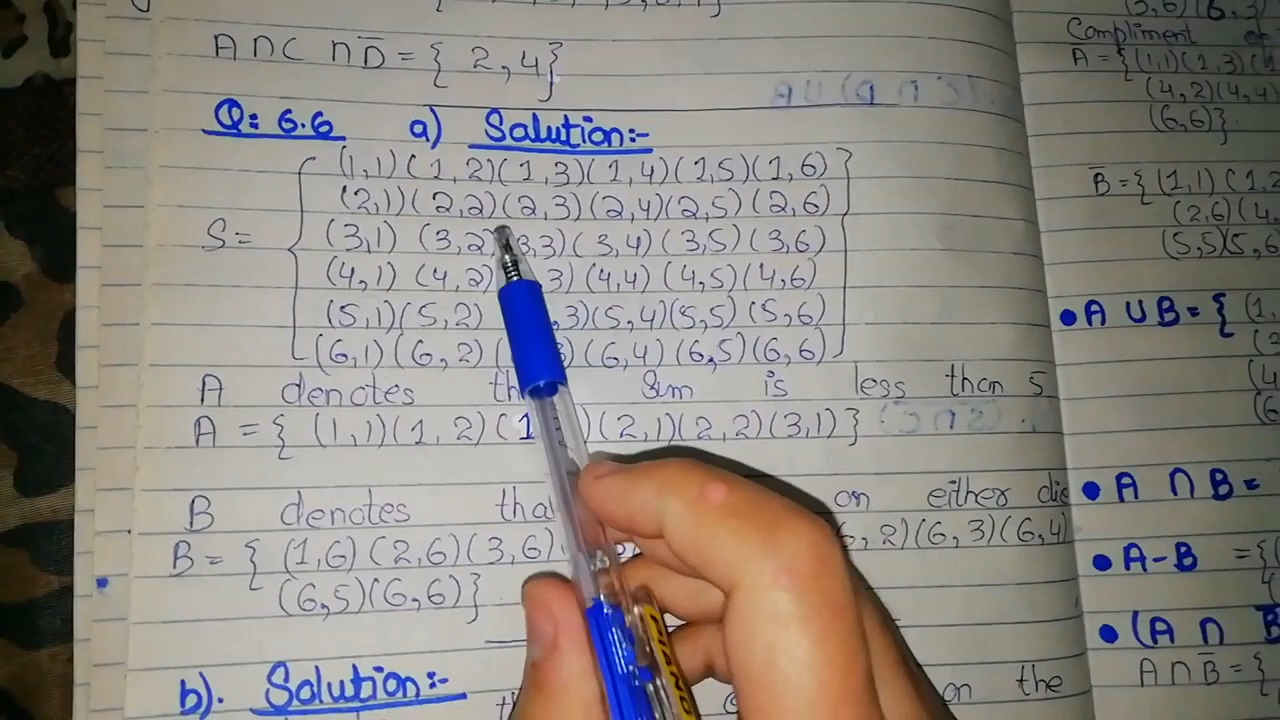 A∩C ∩D̅ = { 2,4}
Q: 6.6 a) Solution:-
(1,1)(1,2)(1,3)(1,4)(1,5)(1,6)
(2,1)(2,2)(2,3)(2,4)(2,5)(2,6)
S= (3,1) (3,2) 3,3)(3,4)(3,5)(3,6)
(4,1) (4,2) 3)(4,4)(4,5)(4,6)
(5,1)(5,2) 3)(5,4)(5,5)(5,6)
(6,1)(6,2)( (6,4)(6,5)(6,6)
A denotes Sum is less than 5
A = { (1,1)(1,2)(1 )(2,1)(2,2)(3,1)}
B denotes on either die
B = { (1,6)(2,6)(3,6) 6,2)(6,3)(6,4)
(6,5)(6,6)}
b). Solution:-
on the
(3,6)(6,3)
Compliment
A̅ = {(1,1)(1,3)
(4,2)(4,4)
(6,6)}
B̅ = { (1,1)
(2,6)(4,
(5,5)(5,6
• A ∪ B = {
• A ∩ B =
• A-B = {
• (A ∩ B̅
A∩B̅ = {